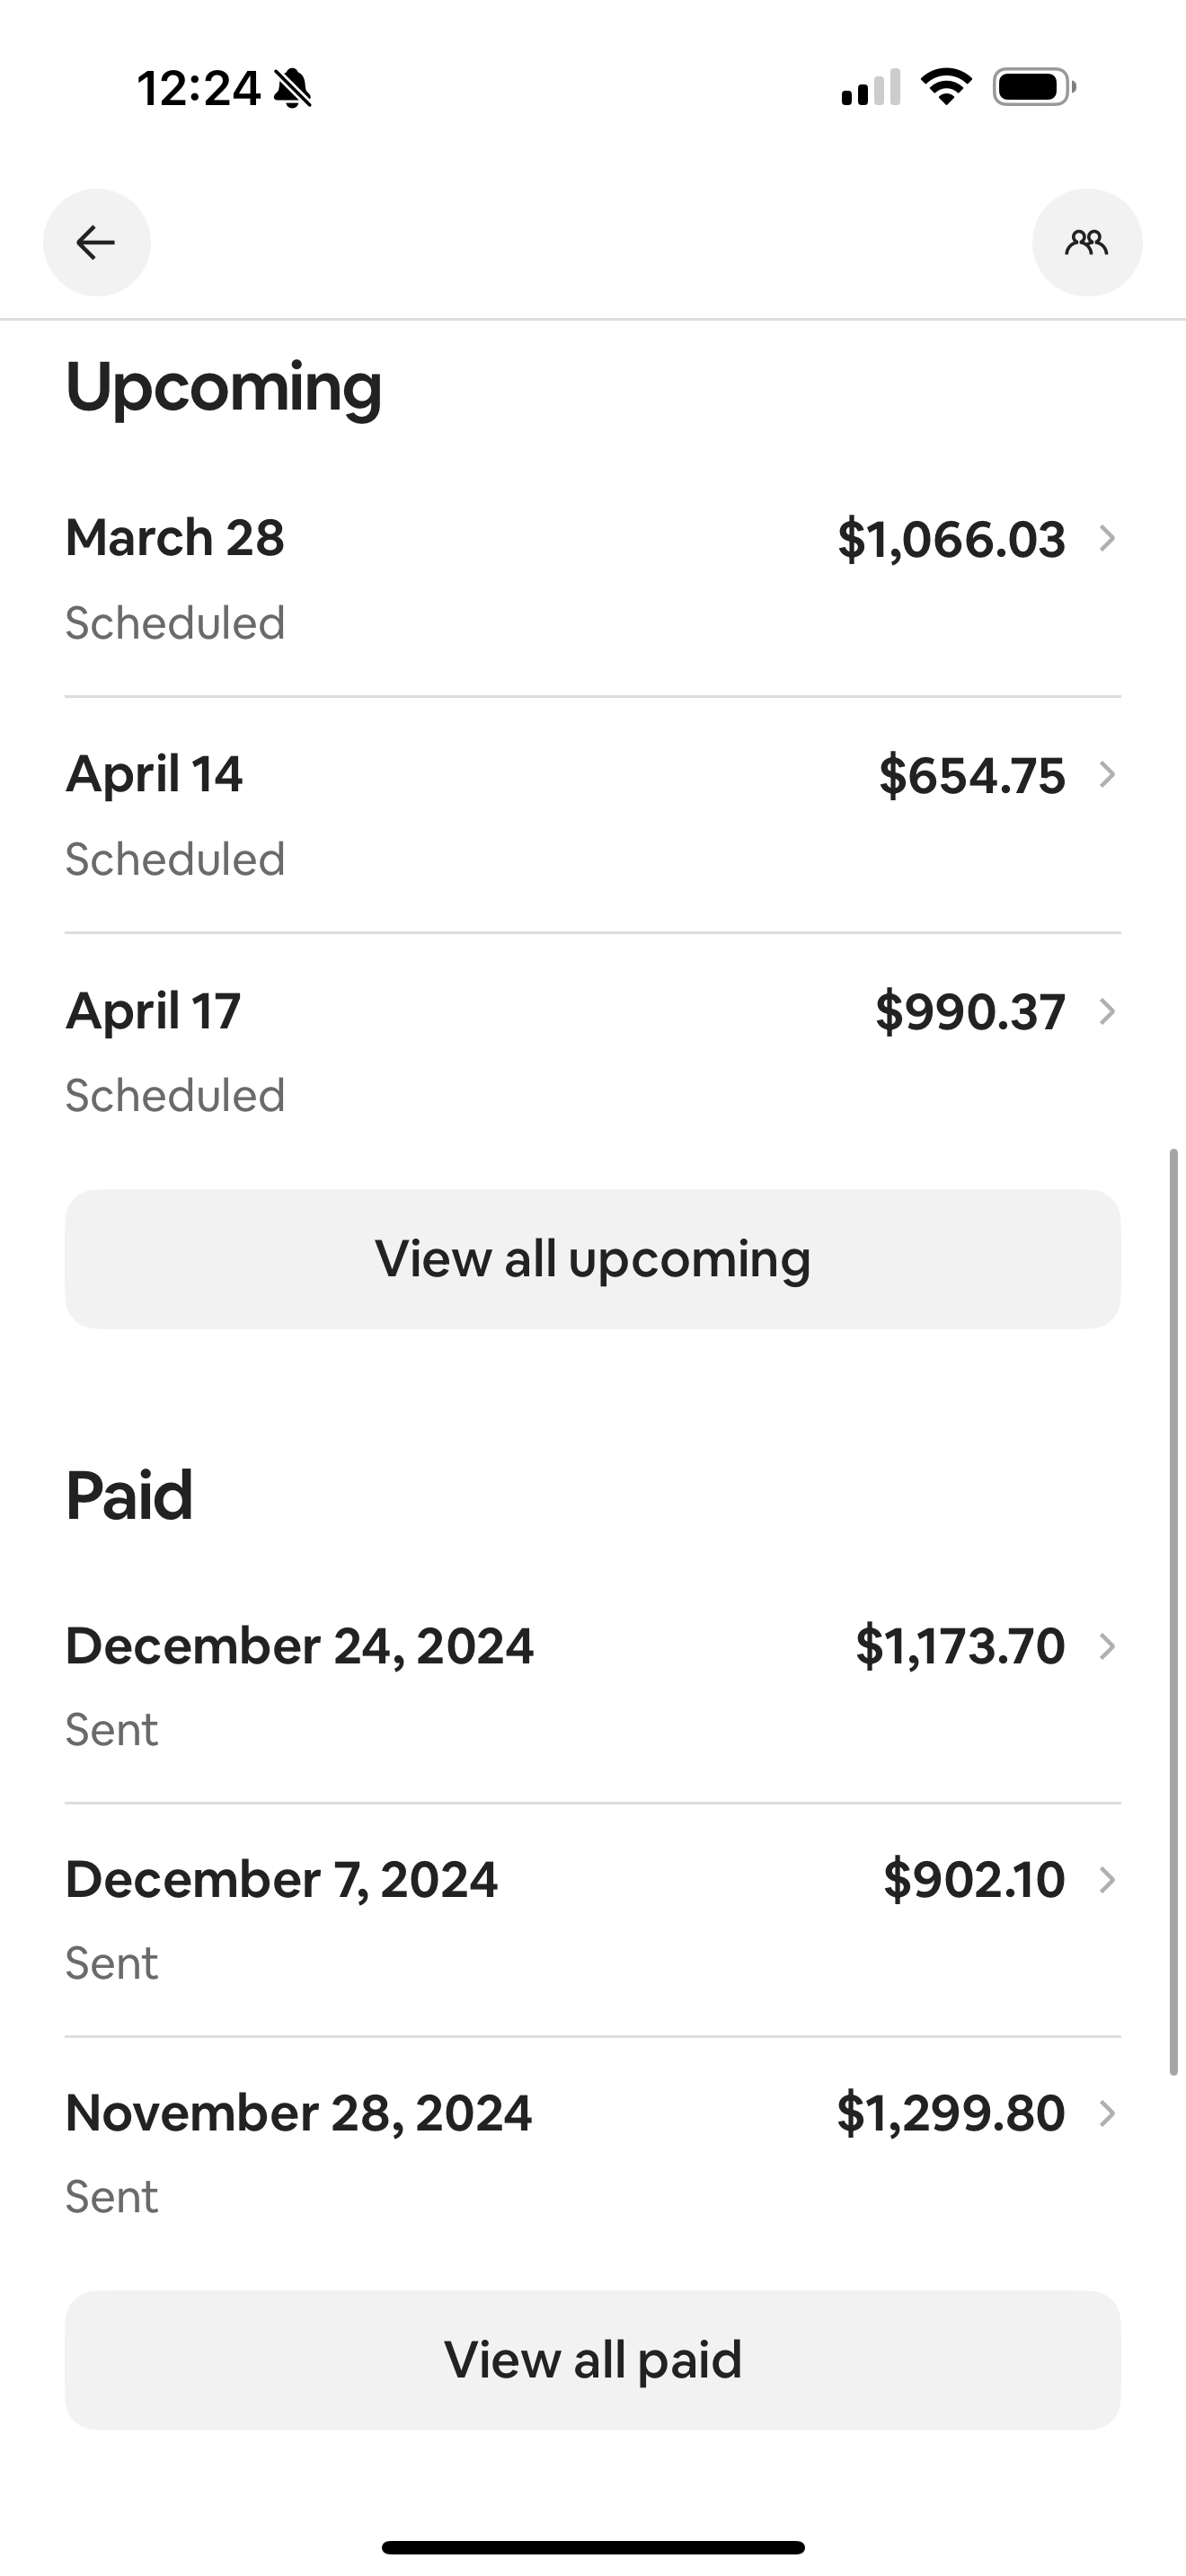 12:24
Upcoming
March 28 $1,066.03
Scheduled
April 14 $654.75
Scheduled
April 17 $990.37
Scheduled
View all upcoming
Paid
December 24, 2024 $1,173.70
Sent
December 7, 2024 $902.10
Sent
November 28, 2024 $1,299.80
Sent
View all paid